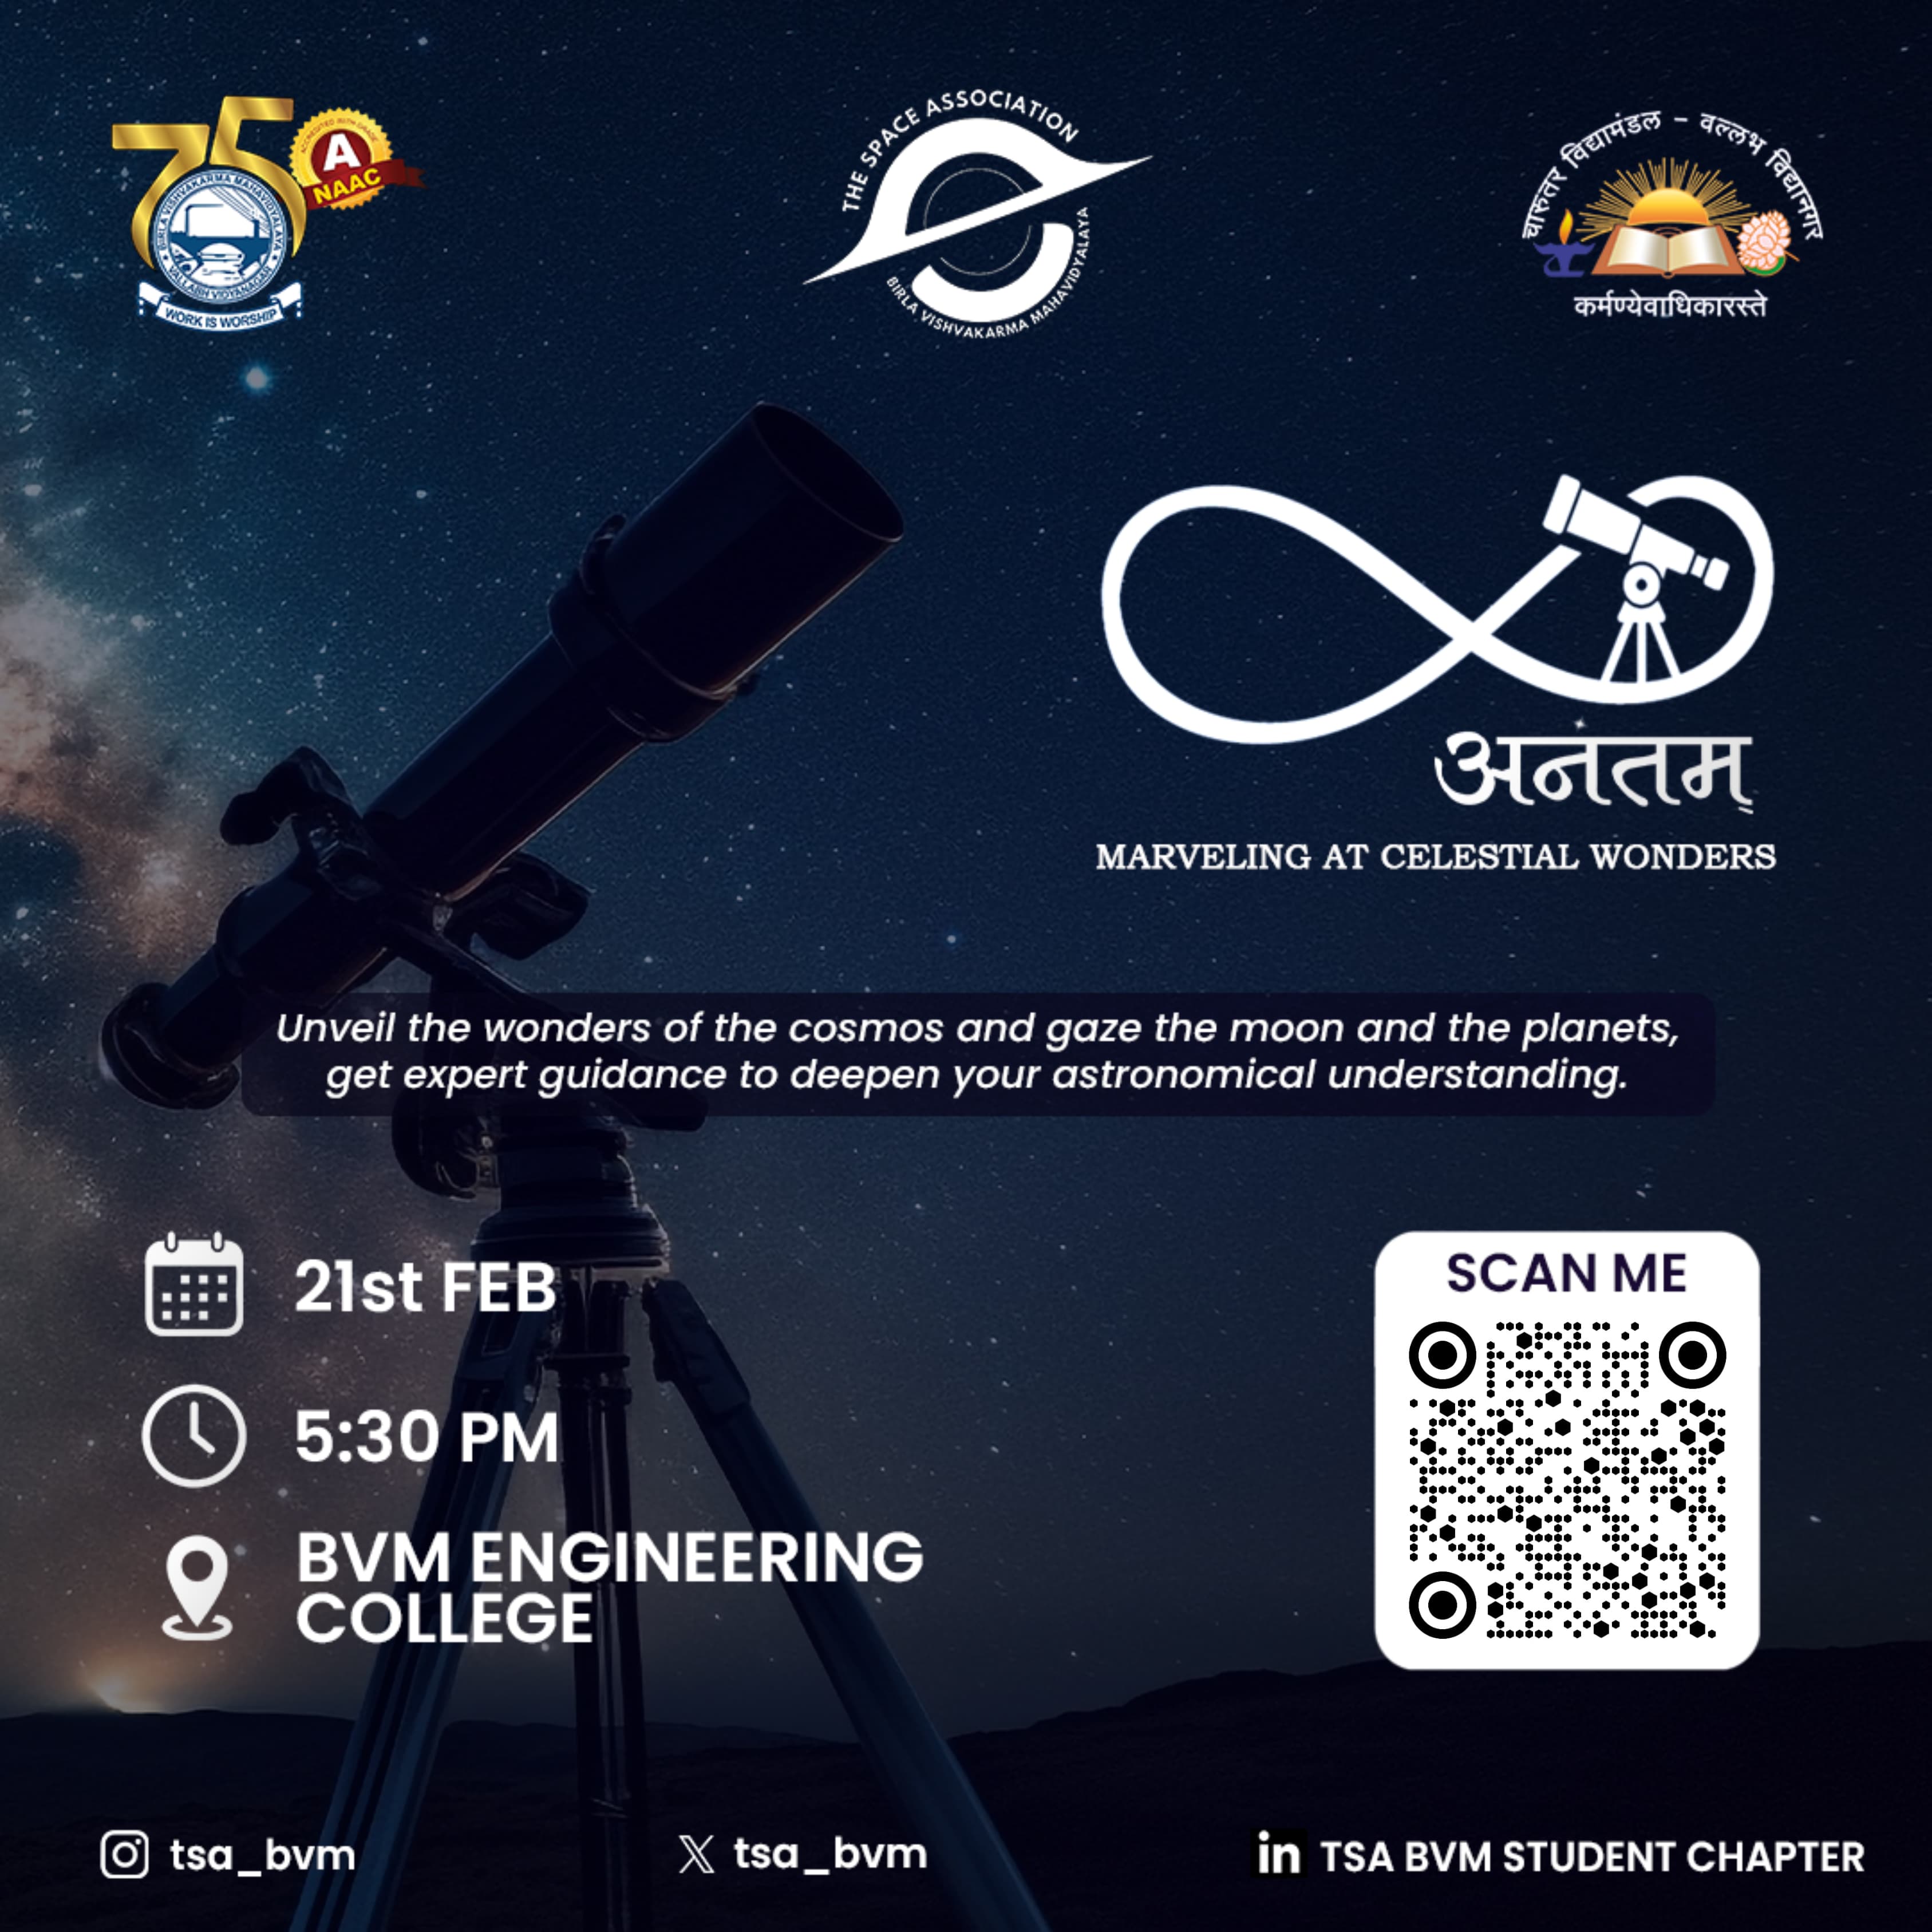 75
ACCREDITED WITH GRADE
A
NAAC
BIRLA VISHVAKARMA MAHAVIDYALAYA
VALLABH VIDYANAGAR
WORK IS WORSHIP
THE SPACE ASSOCIATION
BIRLA VISHVAKARMA MAHAVIDYALAYA
चारुतर विद्यामंडल - वल्लभ विद्यानगर
कर्मण्येवाधिकारस्ते
अनंतम्
MARVELING AT CELESTIAL WONDERS
Unveil the wonders of the cosmos and gaze the moon and the planets,
get expert guidance to deepen your astronomical understanding.
21st FEB
5:30 PM
BVM ENGINEERING
COLLEGE
SCAN ME
tsa_bvm
tsa_bvm
in TSA BVM STUDENT CHAPTER